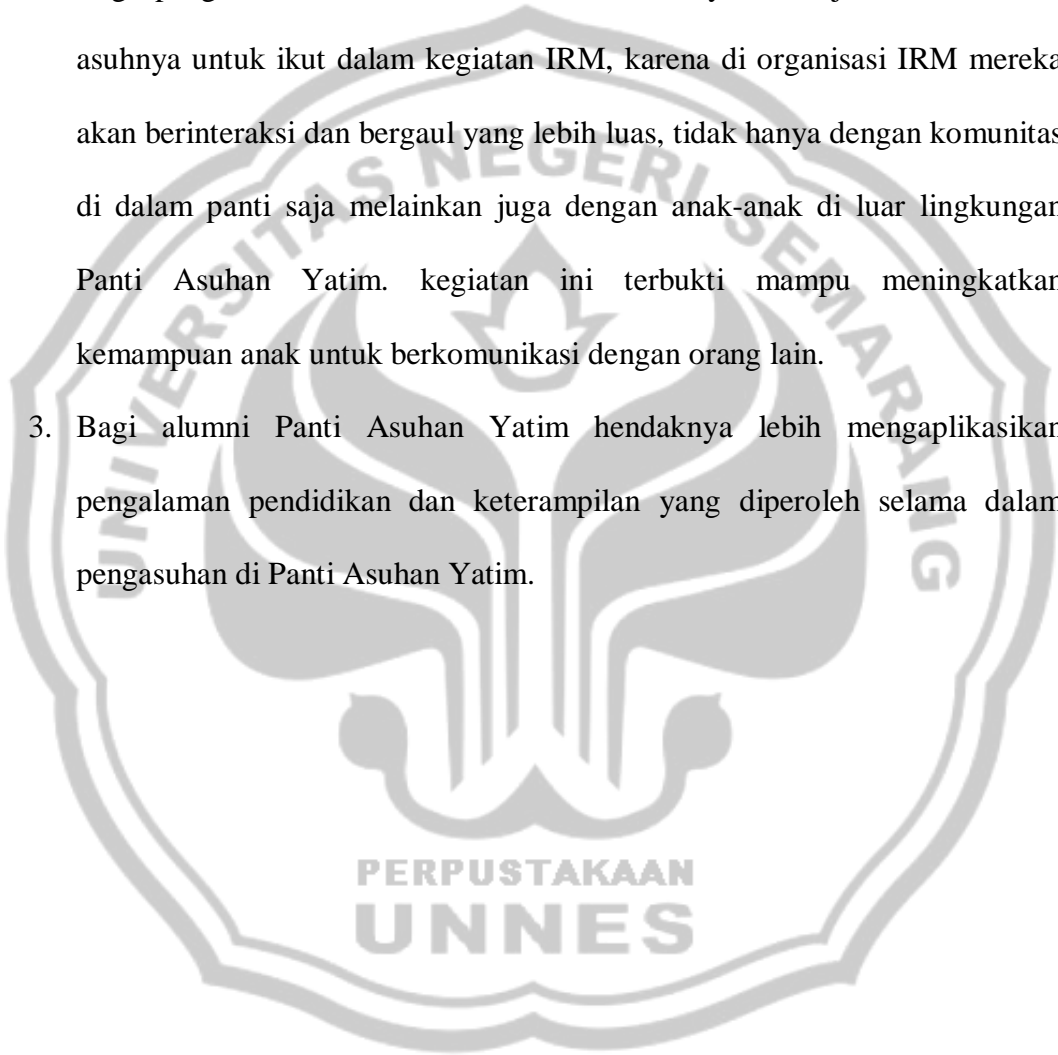 asuhnya untuk ikut dalam kegiatan IRM, karena di organisasi IRM mereka
akan berinteraksi dan bergaul yang lebih luas, tidak hanya dengan komunitas
di dalam panti saja melainkan juga dengan anak-anak di luar lingkungan
Panti Asuhan Yatim. kegiatan ini terbukti mampu meningkatkan
kemampuan anak untuk berkomunikasi dengan orang lain.
3. Bagi alumni Panti Asuhan Yatim hendaknya lebih mengaplikasikan
pengalaman pendidikan dan keterampilan yang diperoleh selama dalam
pengasuhan di Panti Asuhan Yatim.
UNIVERSITAS NEGERI SEMARANG
PERPUSTAKAAN
UNNES